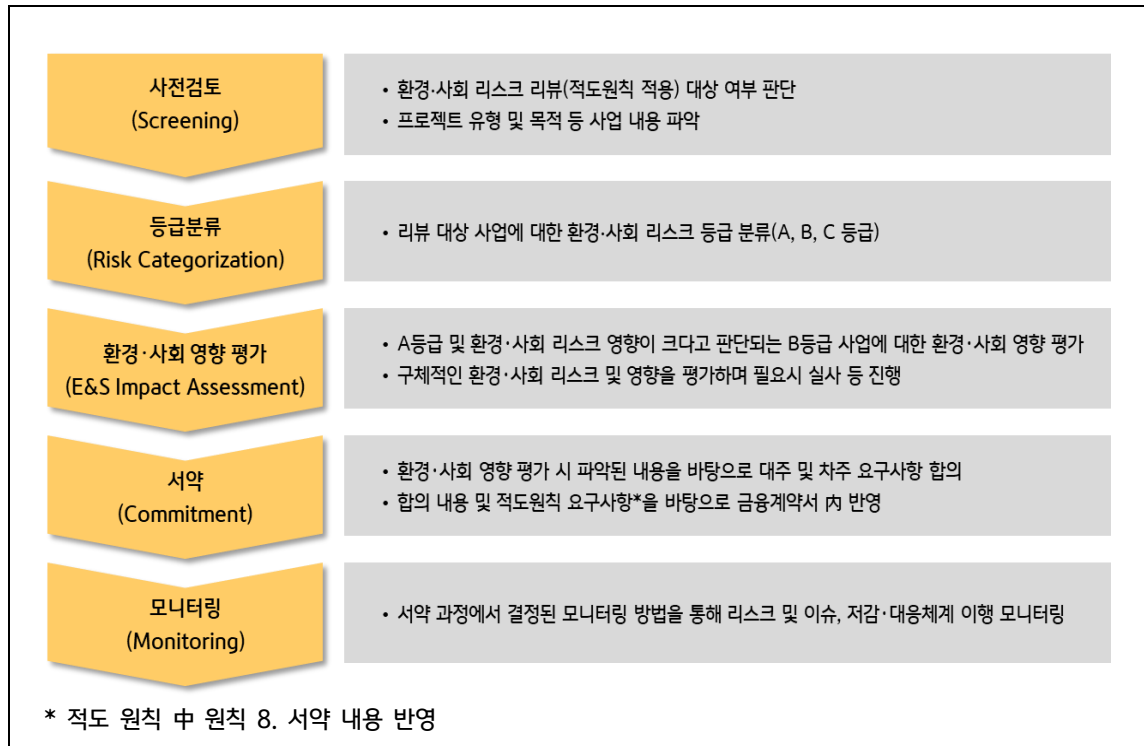 사전검토
(Screening)
• 환경·사회 리스크 리뷰(적도원칙 적용) 대상 여부 판단
• 프로젝트 유형 및 목적 등 사업 내용 파악
등급분류
(Risk Categorization)
• 리뷰 대상 사업에 대한 환경·사회 리스크 등급 분류(A, B, C 등급)
환경·사회 영향 평가
(E&S Impact Assessment)
• A등급 및 환경·사회 리스크 영향이 크다고 판단되는 B등급 사업에 대한 환경·사회 영향 평가
• 구체적인 환경·사회 리스크 및 영향을 평가하며 필요시 실사 등 진행
서약
(Commitment)
• 환경·사회 영향 평가 시 파악된 내용을 바탕으로 대주 및 차주 요구사항 합의
• 합의 내용 및 적도원칙 요구사항*을 바탕으로 금융계약서 內 반영
모니터링
(Monitoring)
• 서약 과정에서 결정된 모니터링 방법을 통해 리스크 및 이슈, 저감·대응체계 이행 모니터링
* 적도 원칙 中 원칙 8. 서약 내용 반영